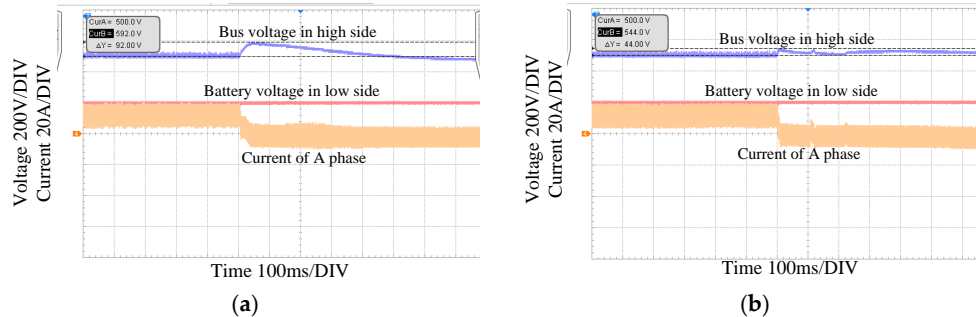 CurA = 500.0 V
CurB = 592.0 V
ΔY = 92.00 V
Bus voltage in high side
Battery voltage in low side
4
Current of A phase
Voltage 200V/DIV
Current 20A/DIV
Time 100ms/DIV
(a)
CurA = 500.0 V
CurB = 544.0 V
ΔY = 44.00 V
Bus voltage in high side
Battery voltage in low side
4
Current of A phase
Voltage 200V/DIV
Current 20A/DIV
Time 100ms/DIV
(b)